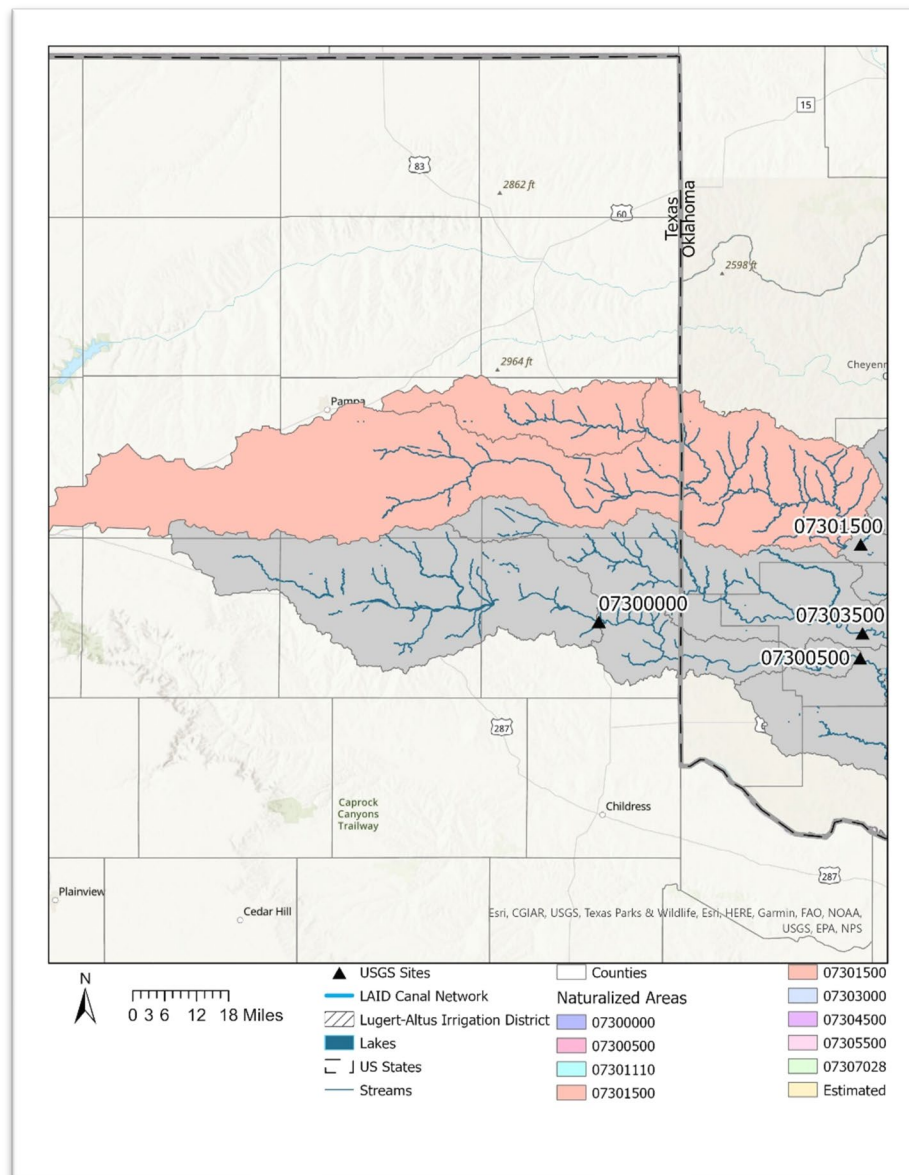 15
83
2862 ft
60
Texas
Oklahoma
2598 ft
2964 ft
Pampa
07301500
07300000
07303500
07300500
287
Childress
Caprock
Canyons
Trailway
287
Plainview
Cedar Hill
Esri, CGIAR, USGS, Texas Parks & Wildlife, Esri, HERE, Garmin, FAO, NOAA,
USGS, EPA, NPS
N
0 3 6 12 18 Miles
USGS Sites
LAID Canal Network
Lugert-Altus Irrigation District
Lakes
US States
Streams
Counties
Naturalized Areas
07300000
07300500
07301110
07301500
07301500
07303000
07304500
07305500
07307028
Estimated